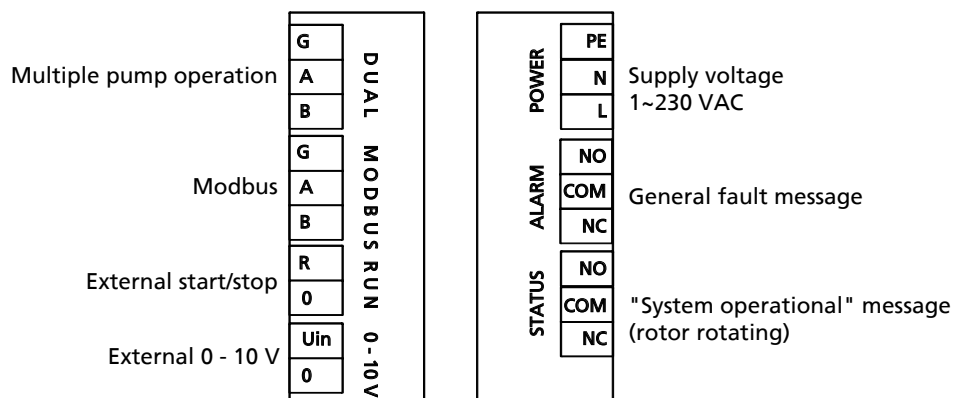 Multiple pump operation
G
A
B
DUAL
Modbus
G
A
B
MODBUS
External start/stop
R
0
RUN
External 0 - 10 V
Uin
0
0-10V
POWER
PE
N
L
Supply voltage
1~230 VAC
ALARM
NO
COM
NC
General fault message
STATUS
NO
COM
NC
"System operational" message
(rotor rotating)